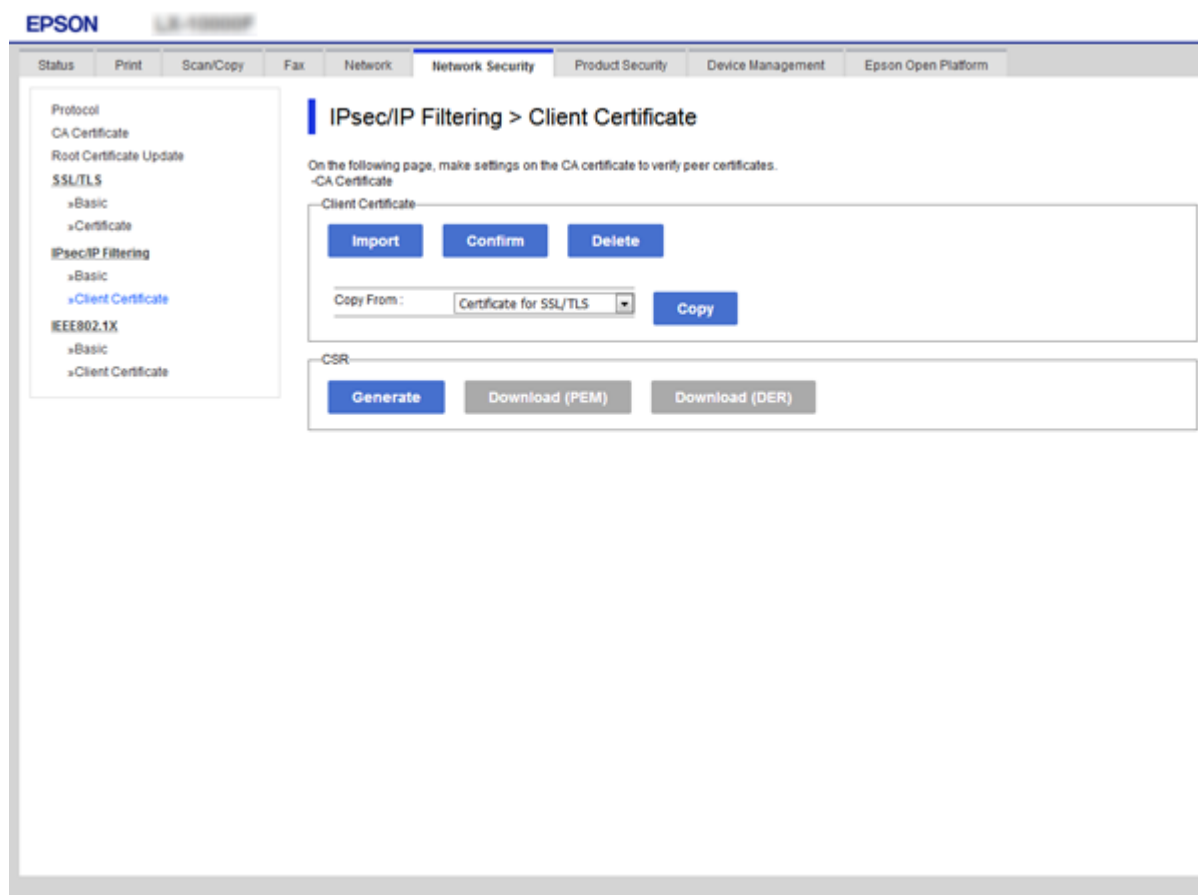 EPSON
Status Print Scan/Copy Fax Network Network Security Product Security Device Management Epson Open Platform
Protocol
CA Certificate
Root Certificate Update
SSL/TLS
»Basic
»Certificate
IPsec/IP Filtering
»Basic
»Client Certificate
IEEE802.1X
»Basic
»Client Certificate
IPsec/IP Filtering > Client Certificate
On the following page, make settings on the CA certificate to verify peer certificates.
-CA Certificate
Client Certificate
Import Confirm Delete
Copy From : Certificate for SSL/TLS Copy
CSR
Generate Download (PEM) Download (DER)